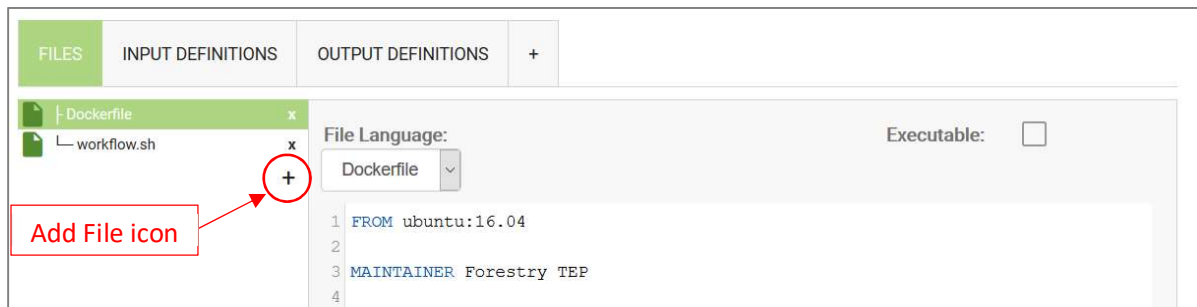 FILES INPUT DEFINITIONS OUTPUT DEFINITIONS +
├ Dockerfile x
└─ workflow.sh x
+
Add File icon
File Language: Executable:
Dockerfile
1 FROM ubuntu:16.04
2
3 MAINTAINER Forestry TEP
4